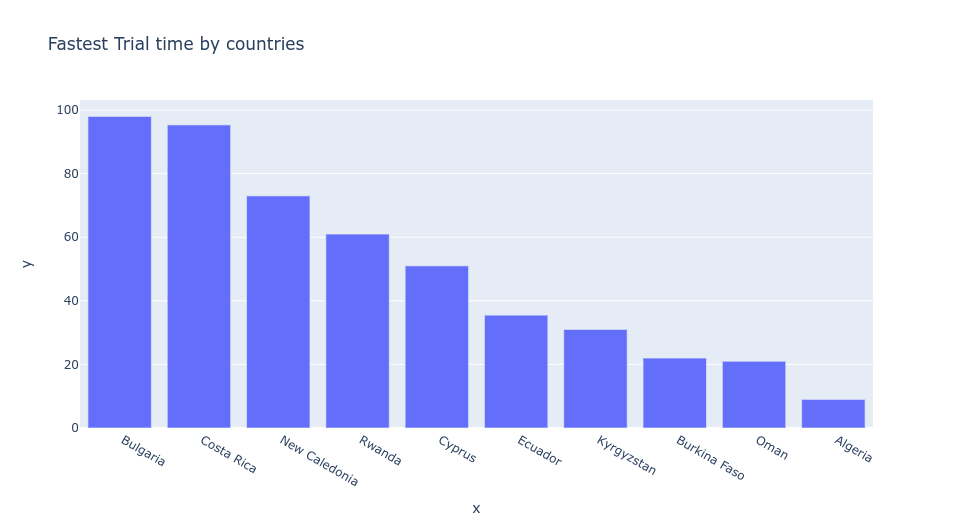 Fastest Trial time by countries
100
80
60
40
20
0
y
Bulgaria
Costa Rica
New Caledonia
Rwanda
Cyprus
Ecuador
Kyrgyzstan
Burkina Faso
Oman
Algeria
x